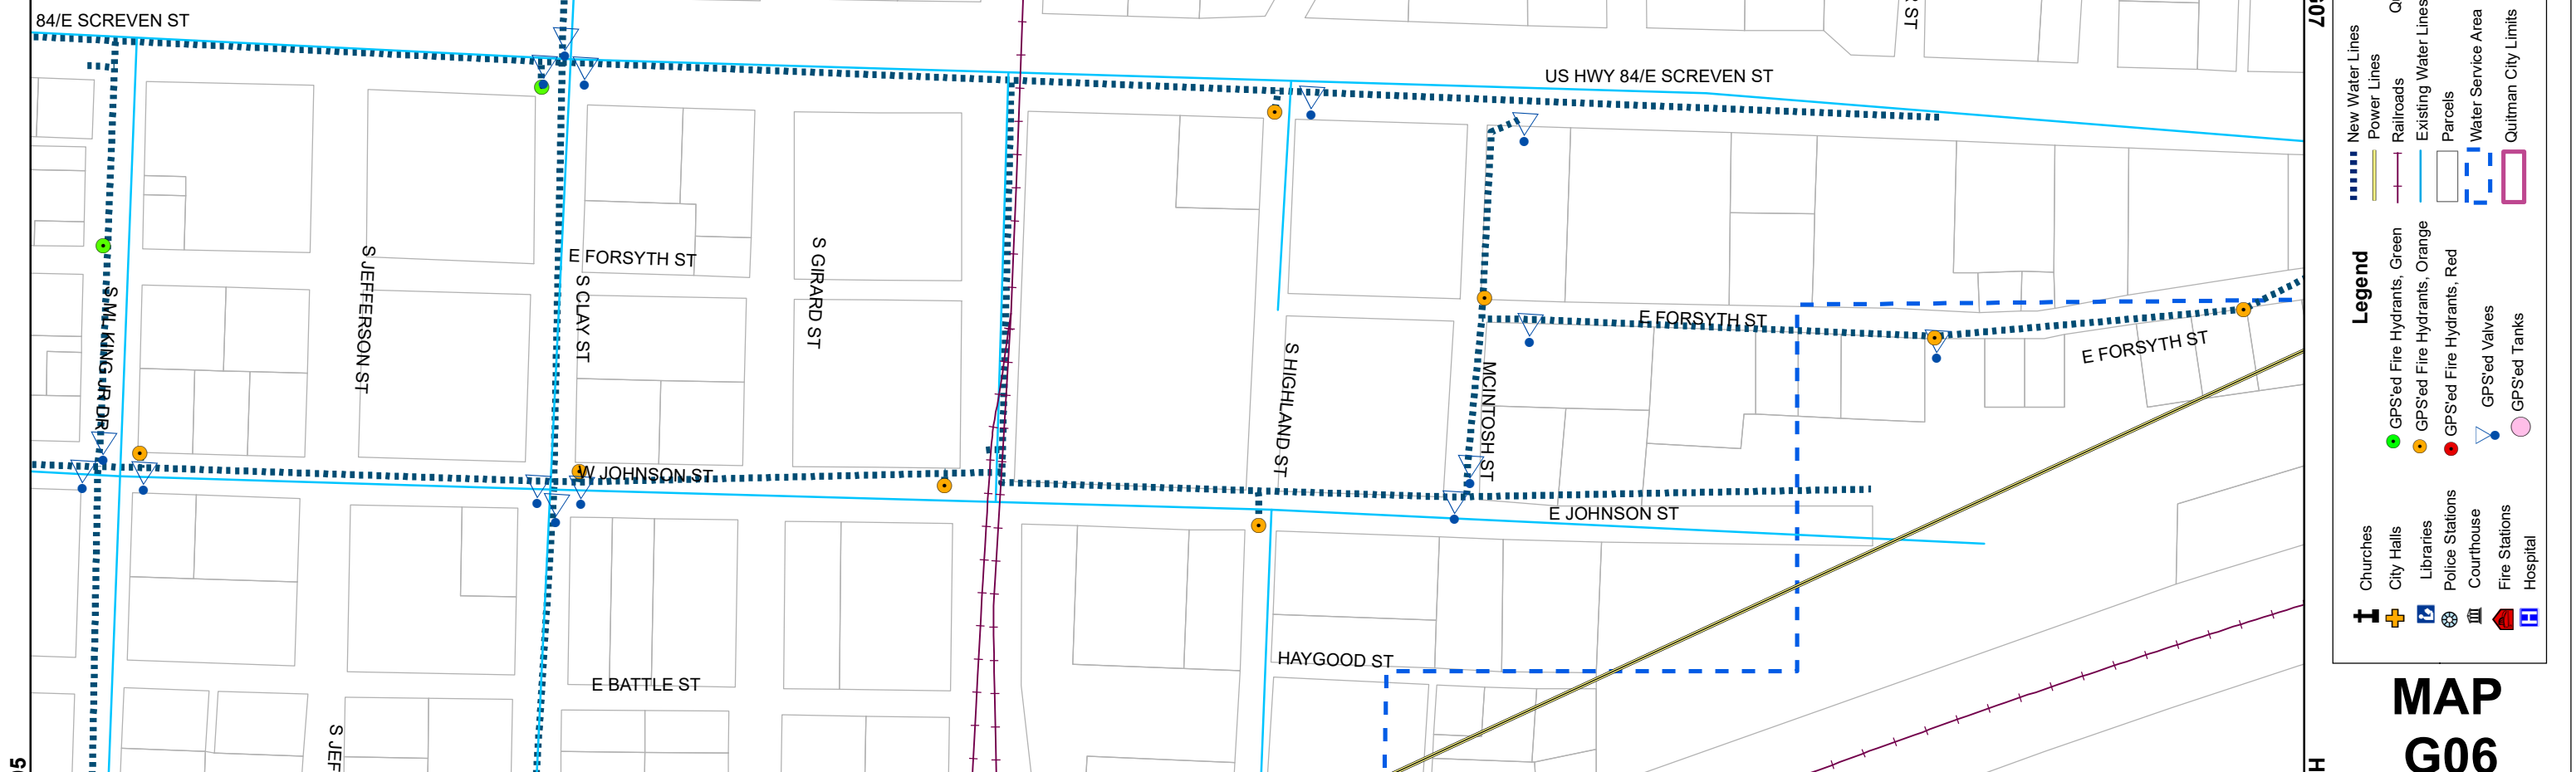 84/E SCREVEN ST
US HWY 84/E SCREVEN ST
ST
E FORSYTH ST
S GIRARD ST
S JEFFERSON ST
S CLAY ST
S ML KING JR DR
E FORSYTH ST
E FORSYTH ST
S HIGHLAND ST
MCINTOSH ST
W JOHNSON ST
E JOHNSON ST
HAYGOOD ST
E BATTLE ST
S JEF
05
607
H
Legend
New Water Lines
Power Lines
Railroads
Existing Water Lines
Parcels
Water Service Area
Quitman City Limits
GPS'ed Fire Hydrants, Green
GPS'ed Fire Hydrants, Orange
GPS'ed Fire Hydrants, Red
GPS'ed Valves
GPS'ed Tanks
Churches
City Halls
Libraries
Police Stations
Courthouse
Fire Stations
Hospital
H
MAP
G06